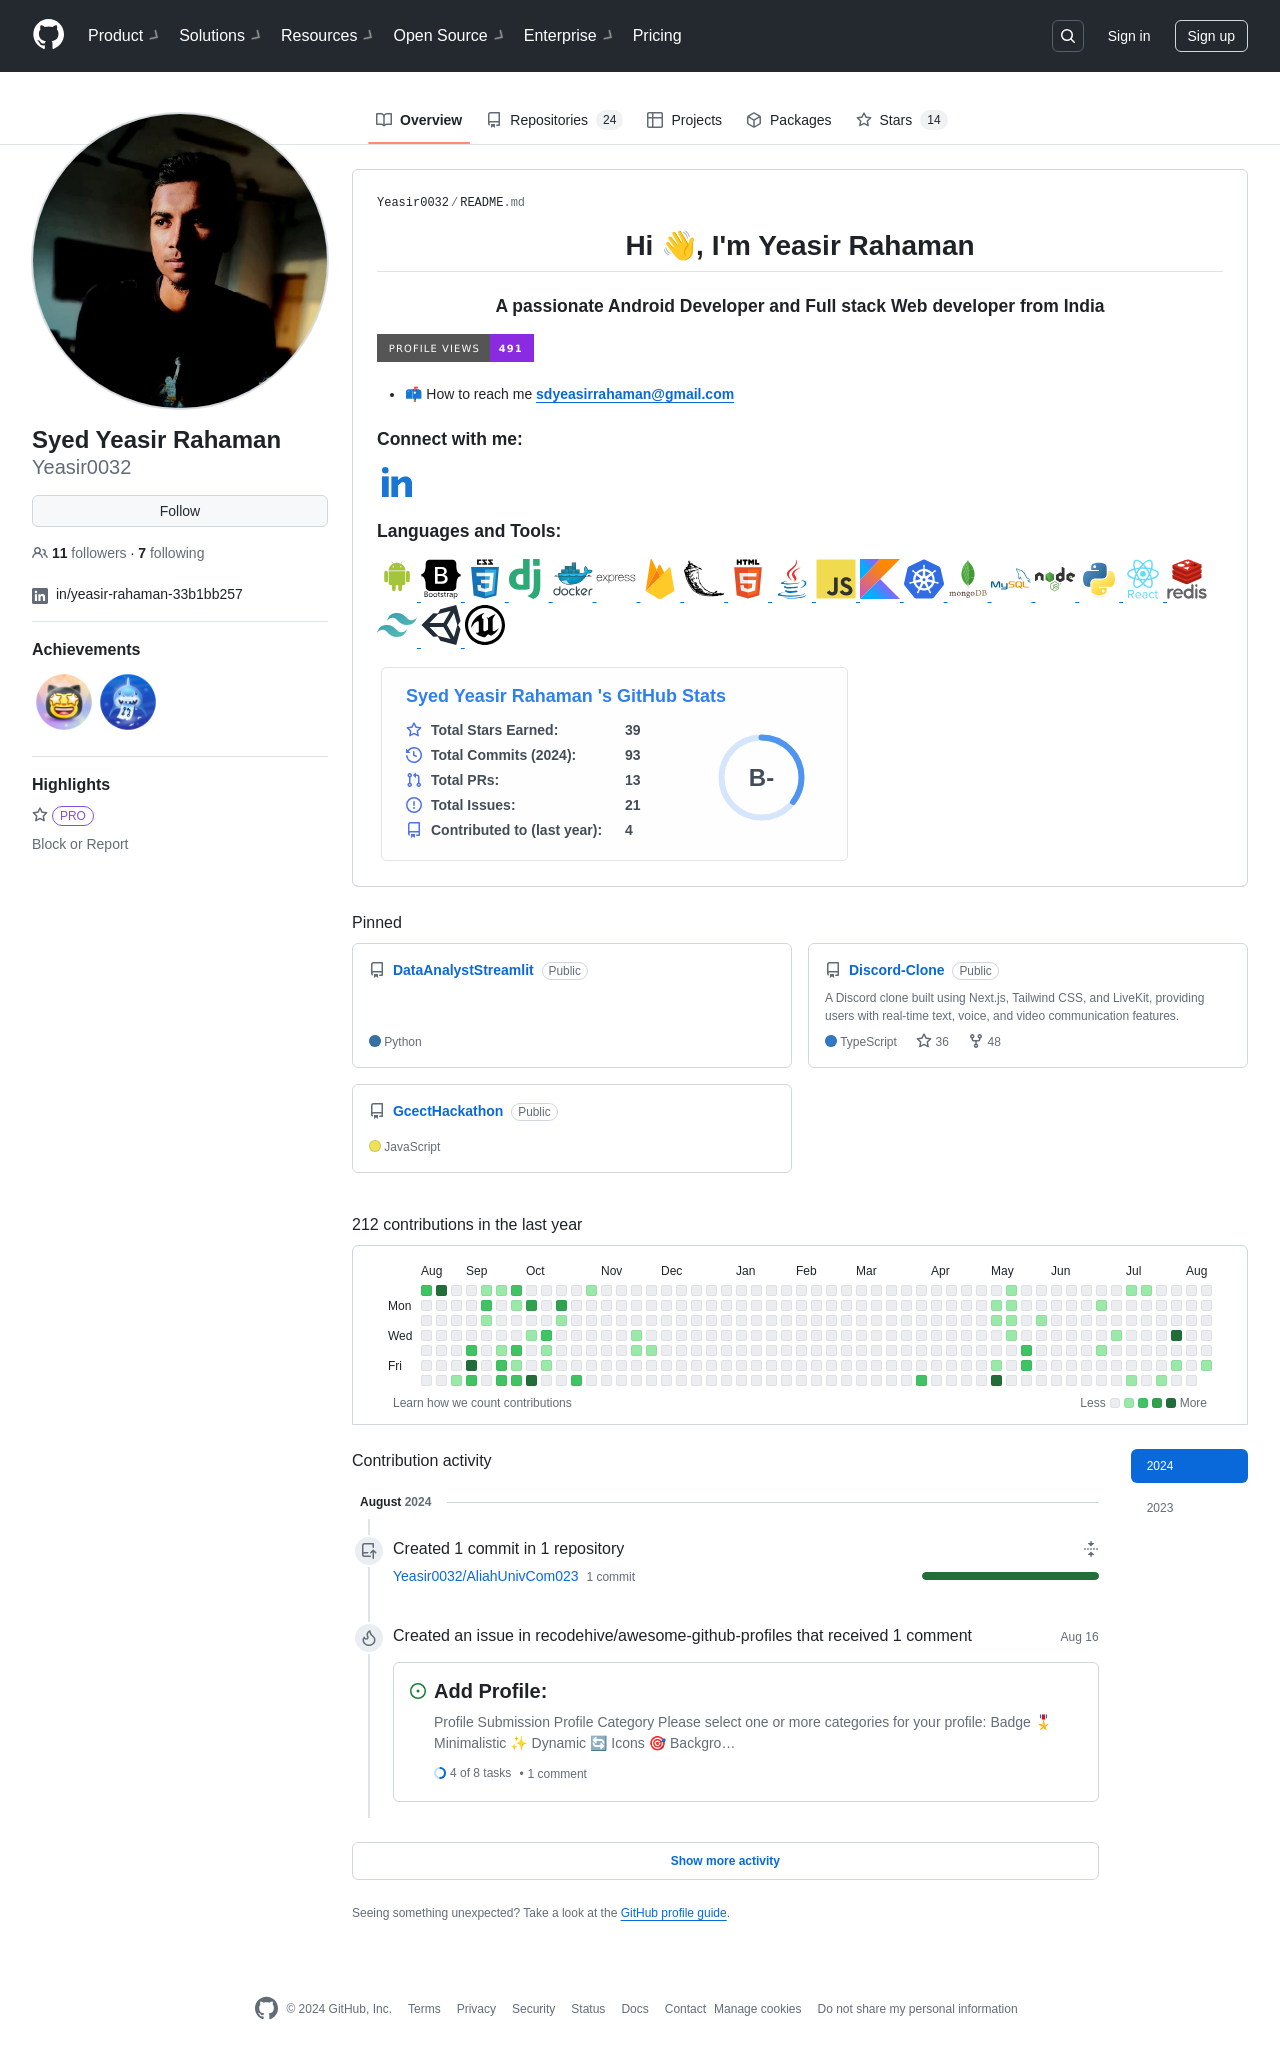 Product Solutions Resources Open Source Enterprise Pricing Sign in Sign up
Overview Repositories 24 Projects Packages Stars 14
Syed Yeasir Rahaman
Yeasir0032
Follow
11 followers · 7 following
in/yeasir-rahaman-33b1bb257
Achievements
Highlights
PRO
Block or Report
Yeasir0032/README.md
Hi 👋, I'm Yeasir Rahaman
A passionate Android Developer and Full stack Web developer from India
PROFILE VIEWS 491
• 📫 How to reach me sdyeasirrahaman@gmail.com
Connect with me:
in
Languages and Tools:
B Bootstrap CSS 3 dj docker express HTML 5 JS mongoDB MySQL node JS React redis
Syed Yeasir Rahaman 's GitHub Stats
Total Stars Earned: 39
Total Commits (2024): 93
Total PRs: 13
Total Issues: 21
Contributed to (last year): 4
B-
Pinned
DataAnalystStreamlit Public
Python
Discord-Clone Public
A Discord clone built using Next.js, Tailwind CSS, and LiveKit, providing
users with real-time text, voice, and video communication features.
TypeScript 36 48
GcectHackathon Public
JavaScript
212 contributions in the last year
Aug Sep Oct Nov Dec Jan Feb Mar Apr May Jun Jul Aug
Mon
Wed
Fri
Learn how we count contributions Less More
Contribution activity
2024
2023
August 2024
Created 1 commit in 1 repository
Yeasir0032/AliahUnivCom023 1 commit
Created an issue in recodehive/awesome-github-profiles that received 1 comment Aug 16
Add Profile:
Profile Submission Profile Category Please select one or more categories for your profile: Badge 🎖️
Minimalistic ✨ Dynamic 🔄 Icons 🎯 Backgro…
4 of 8 tasks • 1 comment
Show more activity
Seeing something unexpected? Take a look at the GitHub profile guide.
© 2024 GitHub, Inc. Terms Privacy Security Status Docs Contact Manage cookies Do not share my personal information